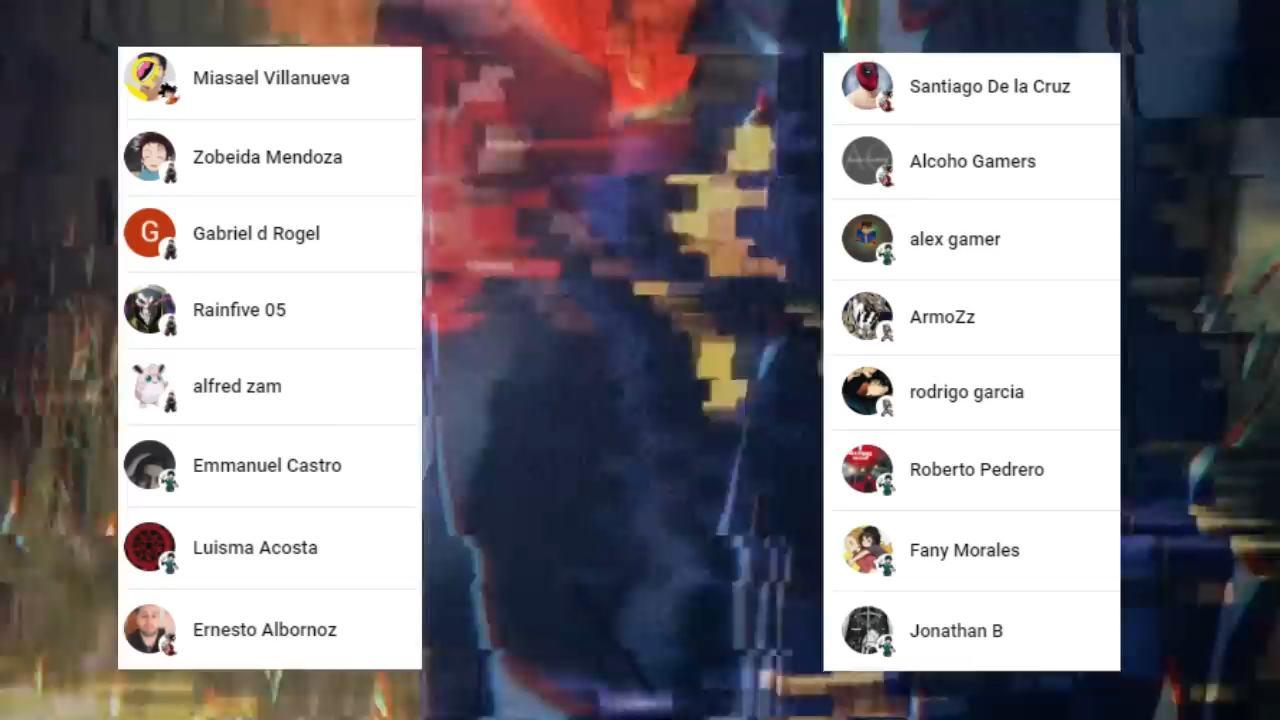 Miasael Villanueva
Zobeida Mendoza
G
Gabriel d Rogel
Rainfive 05
alfred zam
Emmanuel Castro
Luisma Acosta
Ernesto Albornoz
Santiago De la Cruz
Alcoho Gamers
alex gamer
ArmoZz
rodrigo garcia
Roberto Pedrero
Fany Morales
Jonathan B